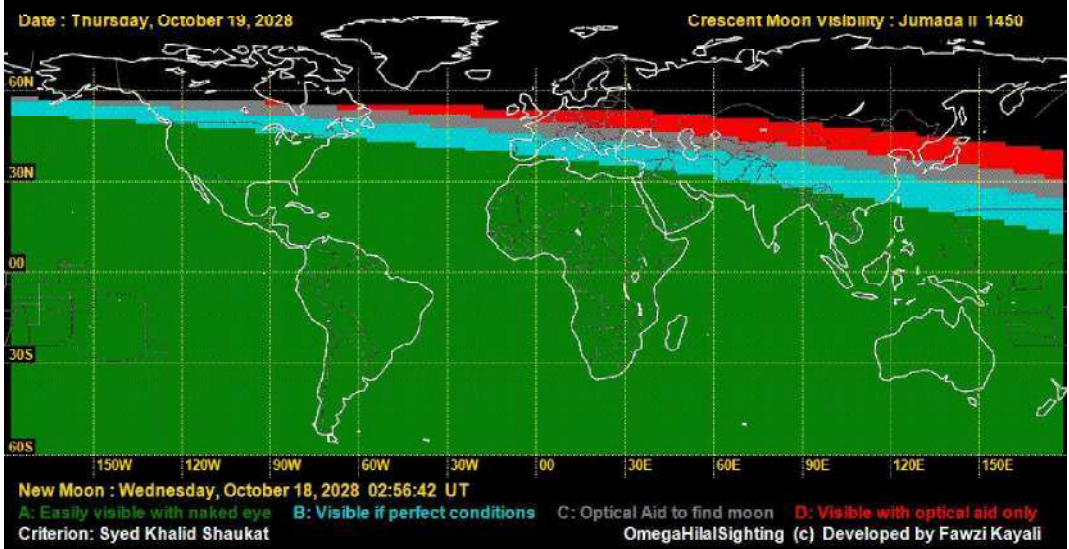 Date : Thursday, October 19, 2028
Crescent Moon Visibility : Jumada II 1450
60N
30N
00
30S
60S
150W 120W 90W 60W 30W 00 30E 60E 90E 120E 150E
New Moon : Wednesday, October 18, 2028 02:56:42 UT
A: Easily visible with naked eye B: Visible if perfect conditions C: Optical Aid to find moon D: Visible with optical aid only
Criterion: Syed Khalid Shaukat OmegaHilalSighting (c) Developed by Fawzi Kayali